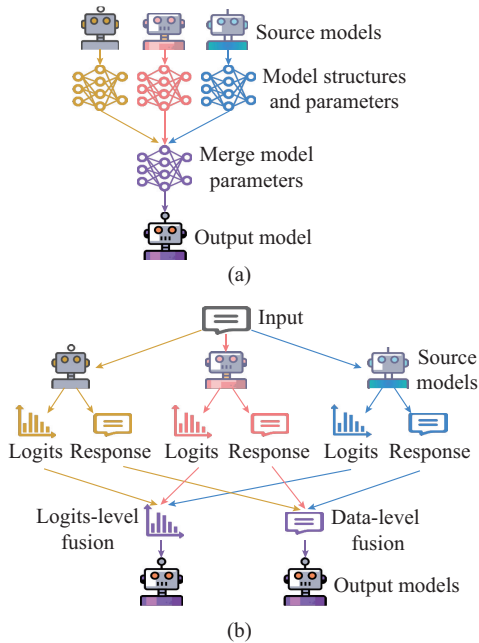 Source models
Model structures
and parameters
Merge model
parameters
Output model
(a)
Input
Source
models
Logits Response Logits Response Logits Response
Logits-level
fusion
Data-level
fusion
Output models
(b)